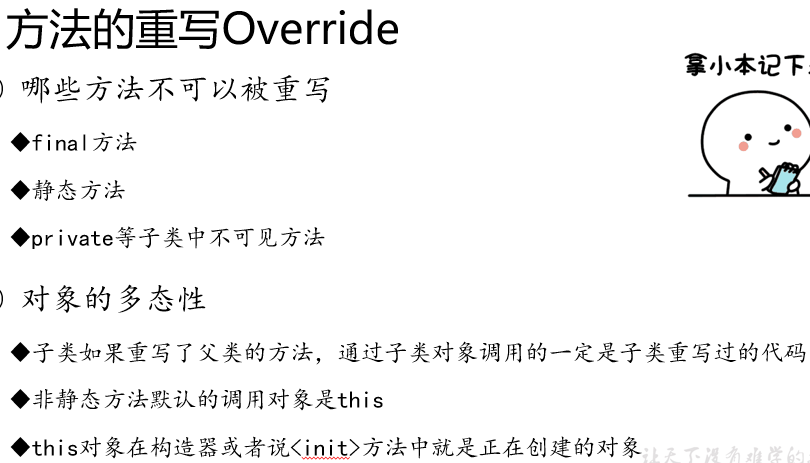 方法的重写Override
拿小本记下
哪些方法不可以被重写
◆final方法
◆静态方法
◆private等子类中不可见方法
对象的多态性
◆子类如果重写了父类的方法，通过子类对象调用的一定是子类重写过的代码
◆非静态方法默认的调用对象是this
◆this对象在构造器或者说<init>方法中就是正在创建的对象
让天下没有难学的